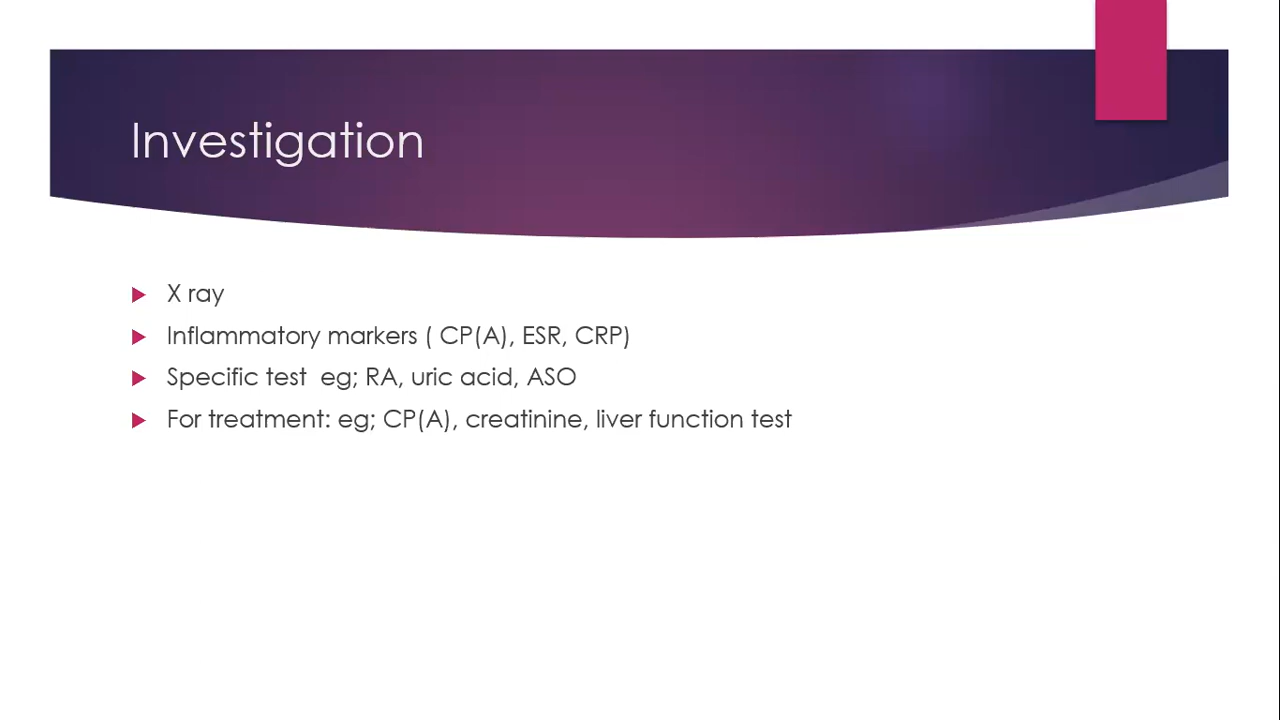 Investigation
X ray
Inflammatory markers ( CP(A), ESR, CRP)
Specific test  eg; RA, uric acid, ASO
For treatment: eg; CP(A), creatinine, liver function test